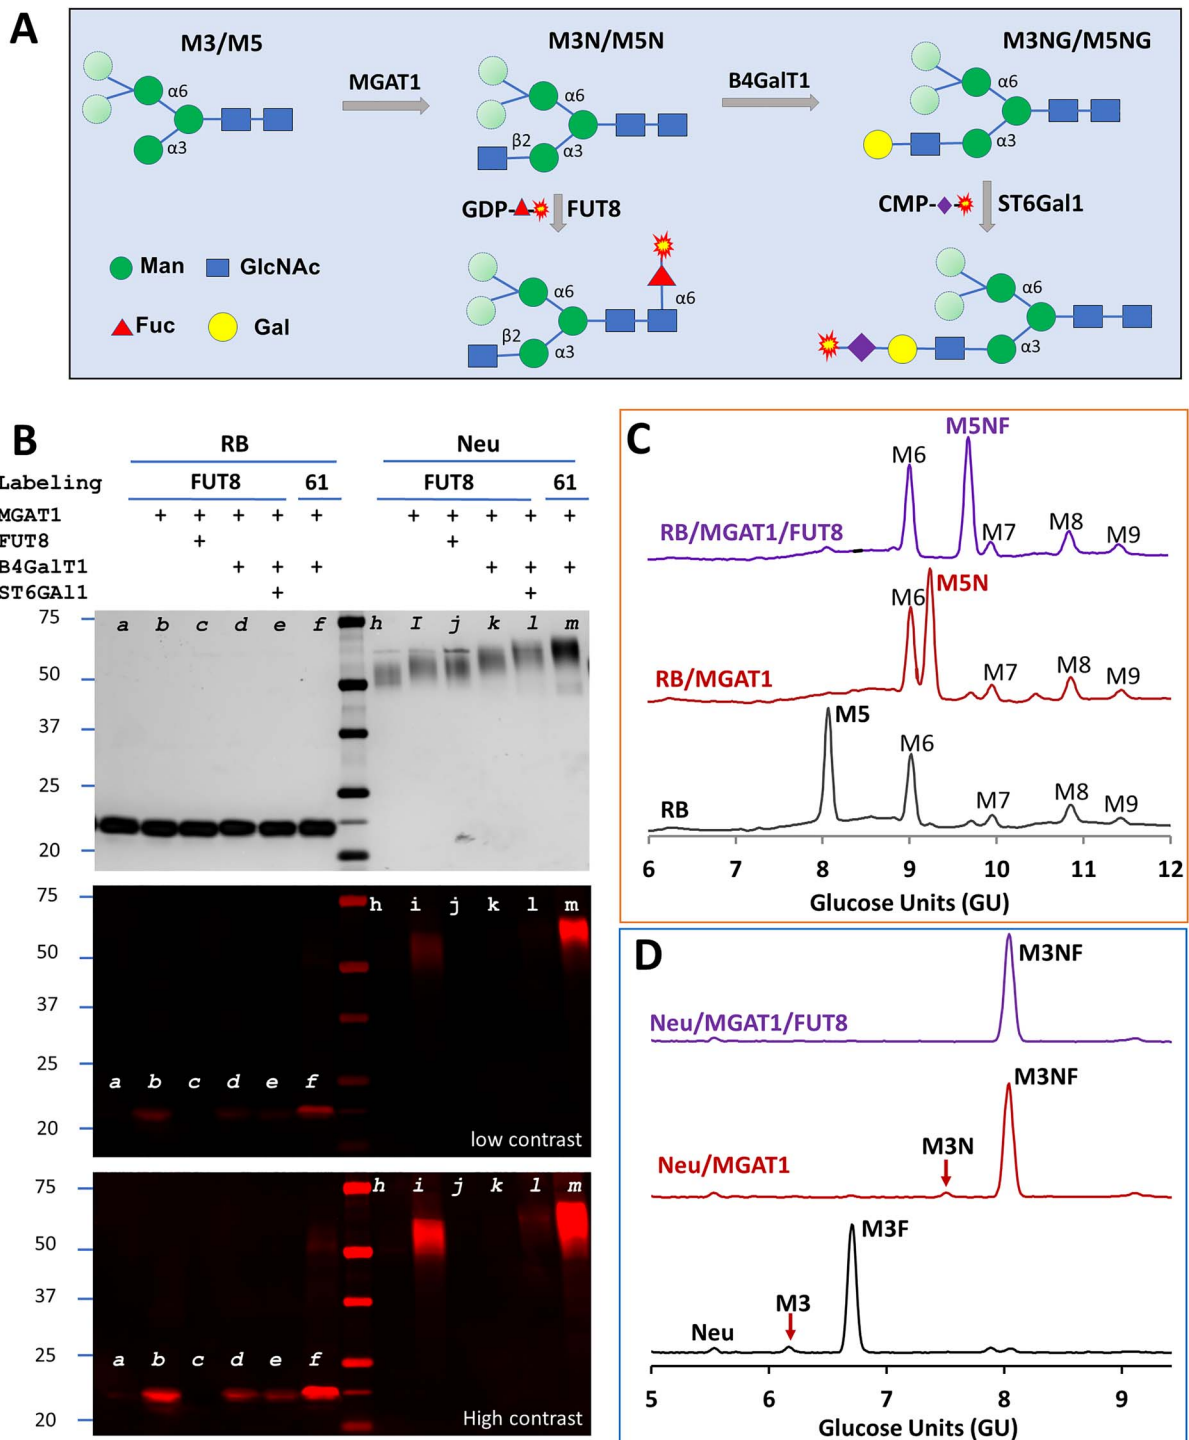 A
M3/M5
M3N/M5N
M3NG/M5NG
MGAT1
B4GalT1
α6
α3
α6
β2
α3
α6
α3
GDP-
FUT8
CMP-
ST6Gal1
Man
GlcNAc
Fuc
Gal
α6
β2
α3
α6
α6
α3
B
RB
Neu
Labeling
FUT8
61
FUT8
61
MGAT1 + + + + + + + + + +
FUT8 + +
B4GalT1 + + + + + +
ST6GAl1 + +
75
50
37
25
20
a b c d e f h I j k l m
75
50
37
25
20
h i j k l m
a b c d e f
low contrast
75
50
37
25
20
h i j k l m
a b c d e f
High contrast
C
M5NF
M6
RB/MGAT1/FUT8
M7
M8
M9
M5N
M6
RB/MGAT1
M7
M8
M9
M5
M6
RB
M7
M8
M9
6 7 8 9 10 11 12
Glucose Units (GU)
D
M3NF
Neu/MGAT1/FUT8
M3NF
M3N
Neu/MGAT1
M3F
M3
Neu
5 6 7 8 9
Glucose Units (GU)